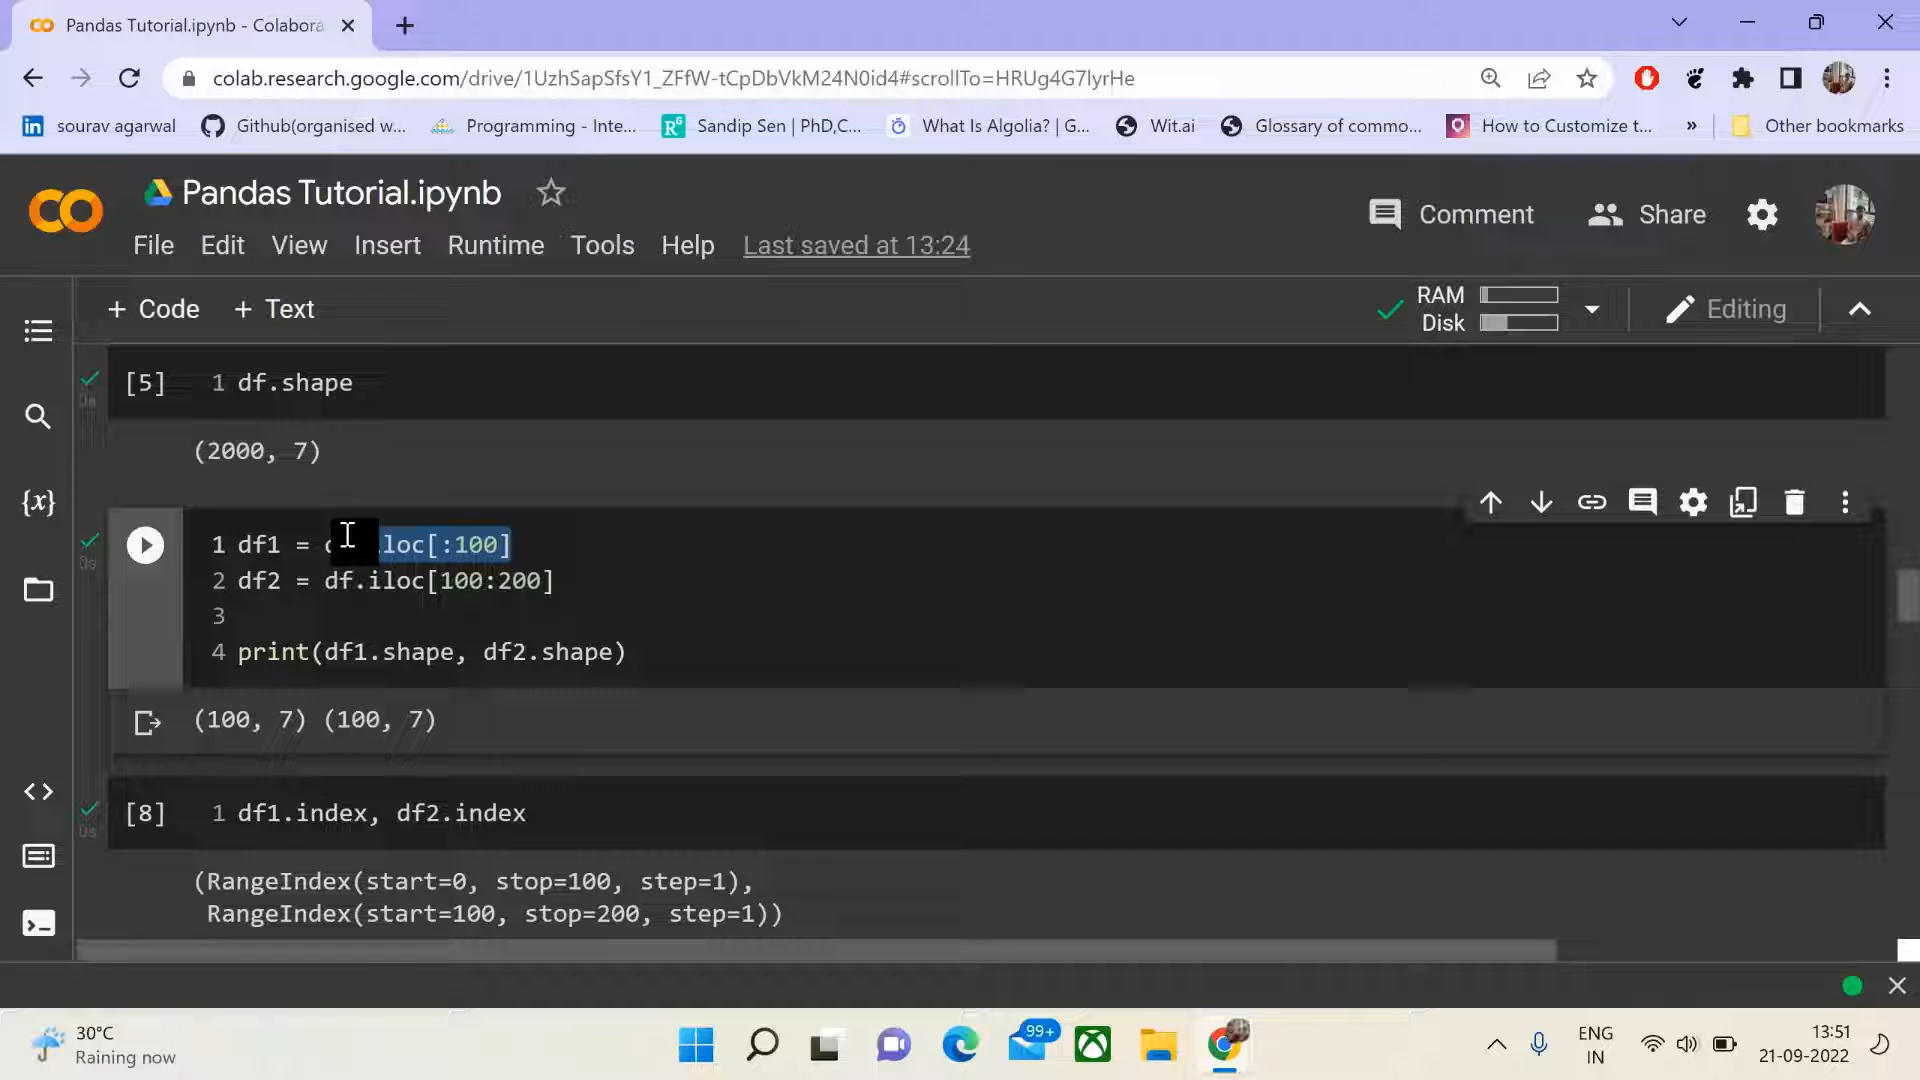 Pandas Tutorial.ipynb - Colabora
colab.research.google.com/drive/1UzhSapSfsY1_ZFfW-tCpDbVkM24N0id4#scrollTo=HRUg4G7lyrHe
sourav agarwal Github(organised w... Programming - Inte... Sandip Sen | PhD,C... What Is Algolia? | G... Wit.ai Glossary of commo... How to Customize t... » Other bookmarks
Pandas Tutorial.ipynb
Comment Share
File Edit View Insert Runtime Tools Help Last saved at 13:24
+ Code + Text
RAM
Disk
Editing
[5] 1 df.shape
0s
(2000, 7)
1 df1 = d loc[:100]
0s
2 df2 = df.iloc[100:200]
3
4 print(df1.shape, df2.shape)
(100, 7) (100, 7)
[8] 1 df1.index, df2.index
0s
(RangeIndex(start=0, stop=100, step=1),
RangeIndex(start=100, stop=200, step=1))
30°C
Raining now
99+
ENG
IN
13:51
21-09-2022